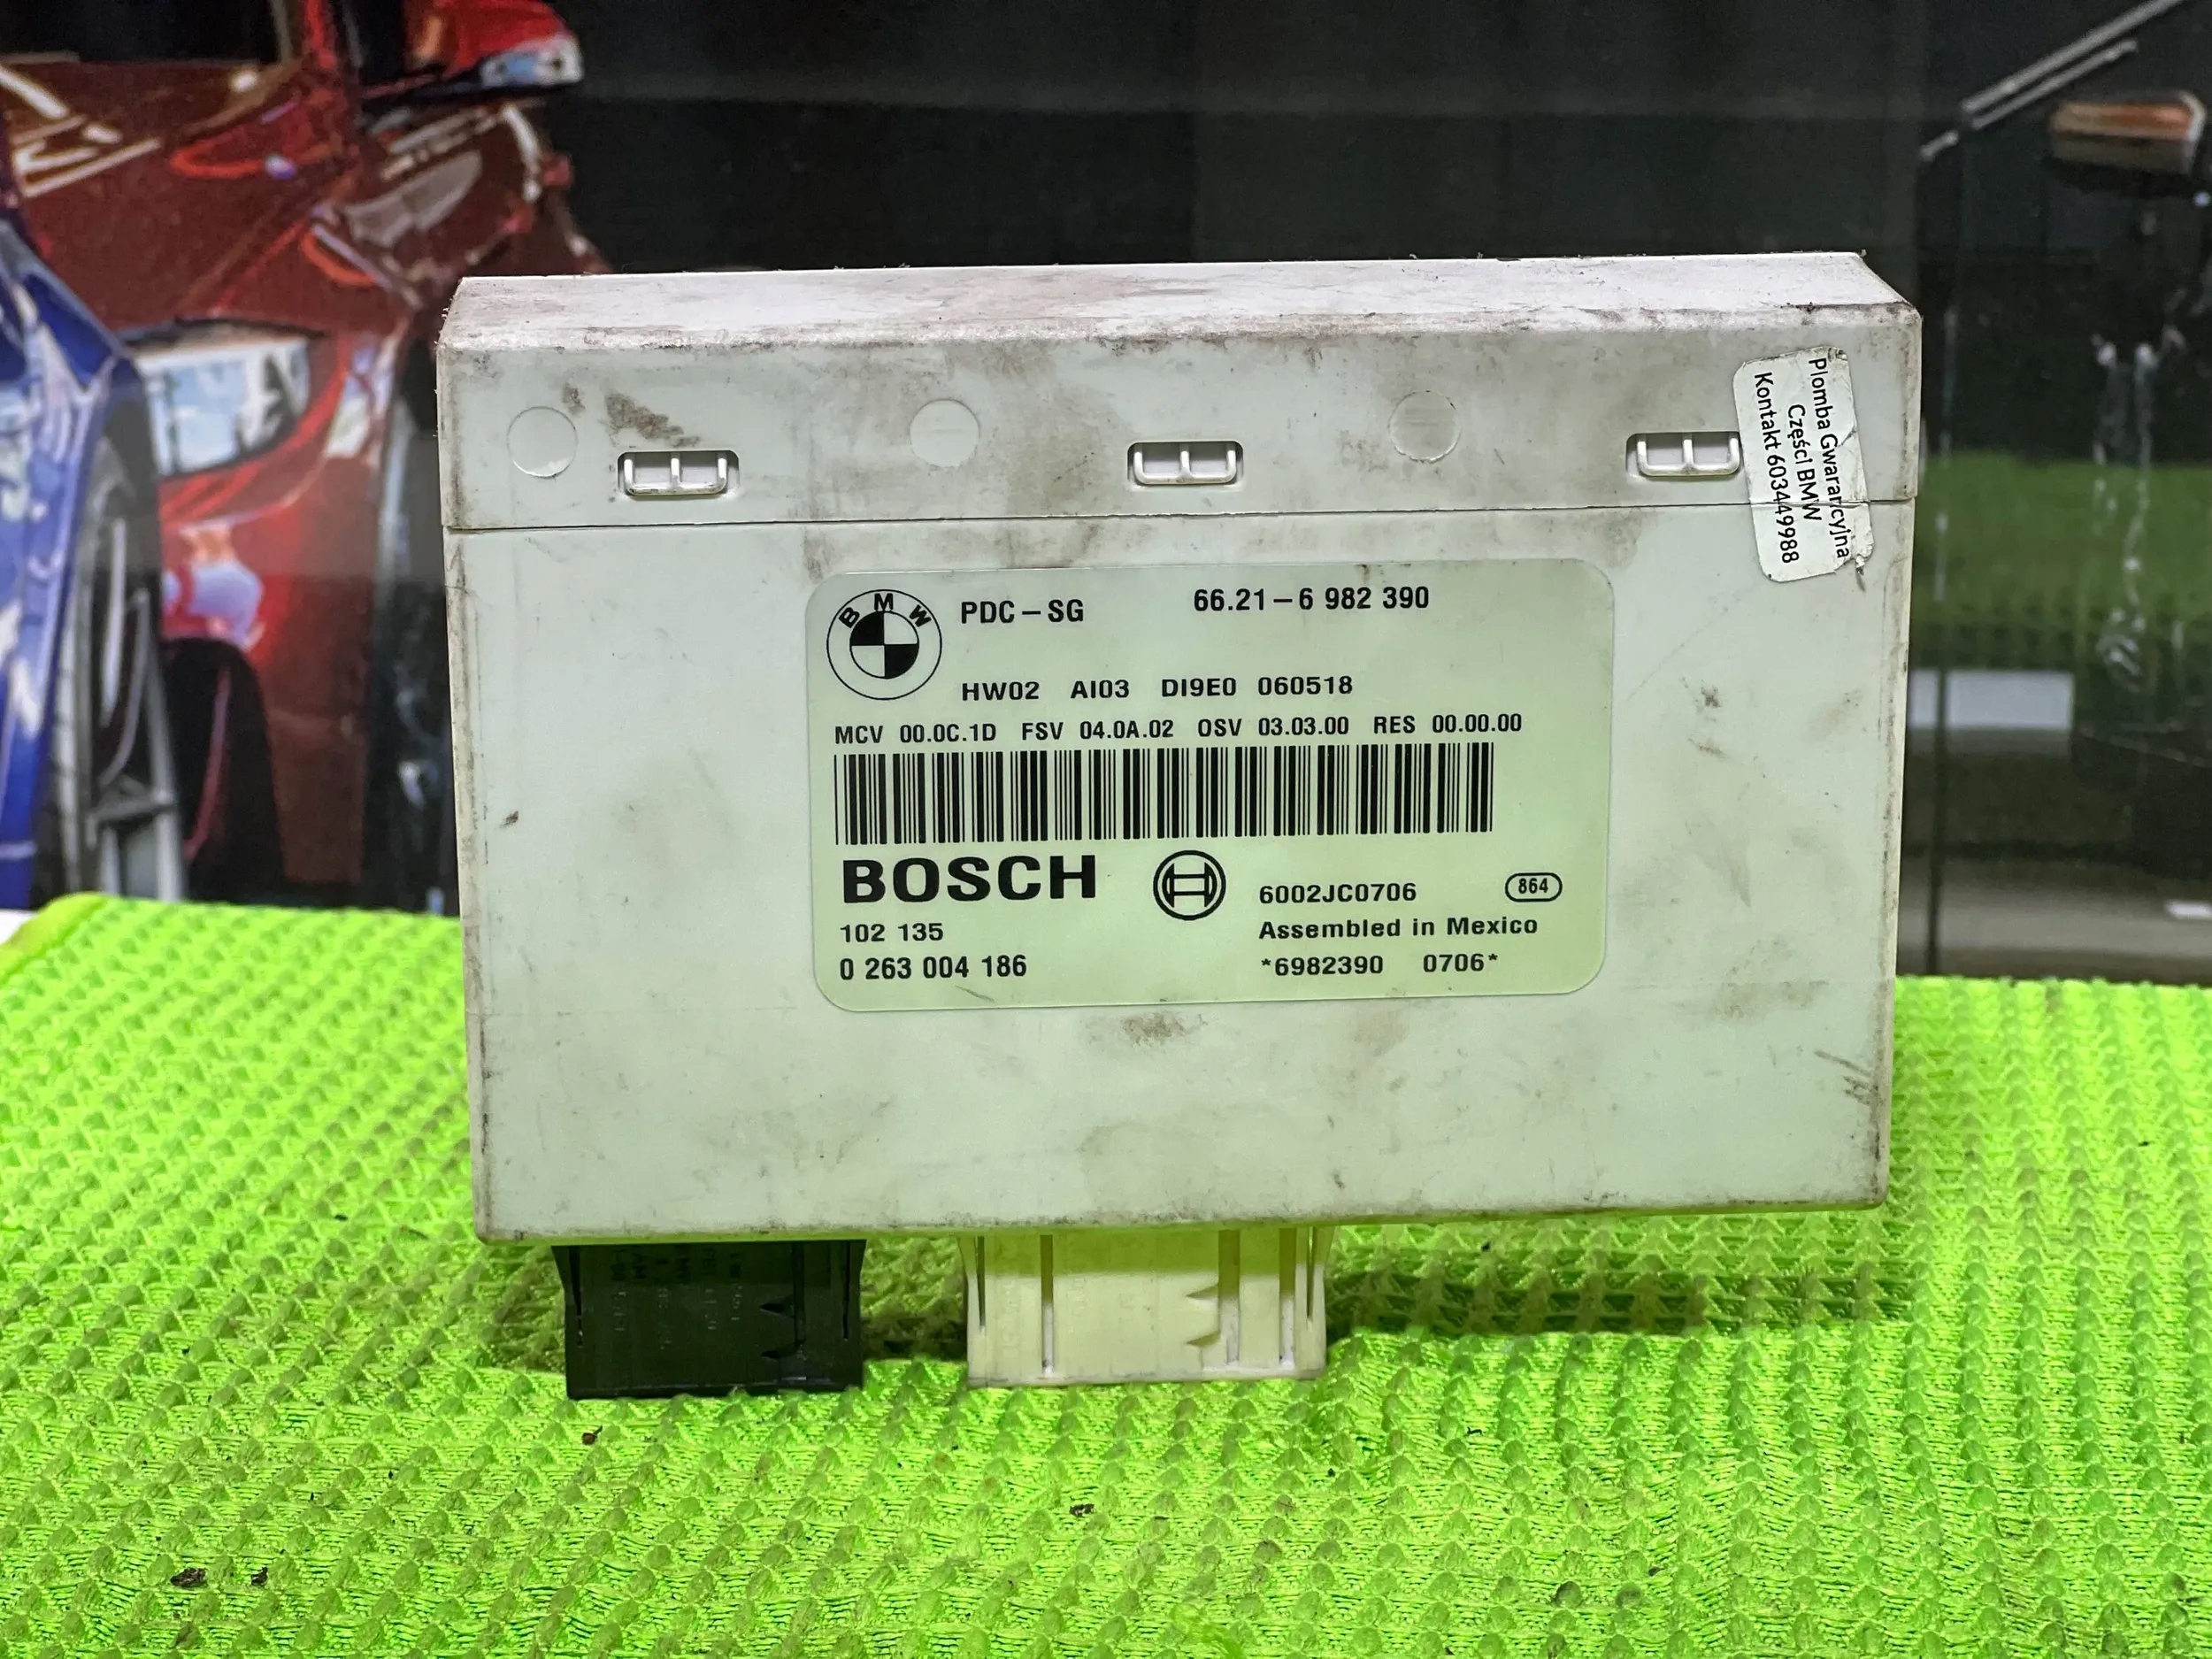 Plomba Gwarancyjna
Części BMW
Kontakt 603449988
BMW
PDC-SG 66.21-6 982 390
HW02 AI03 DI9E0 060518
MCV 00.0C.1D FSV 04.0A.02 OSV 03.03.00 RES 00.00.00
BOSCH
6002JC0706 864
102 135 Assembled in Mexico
0 263 004 186 *6982390 0706*